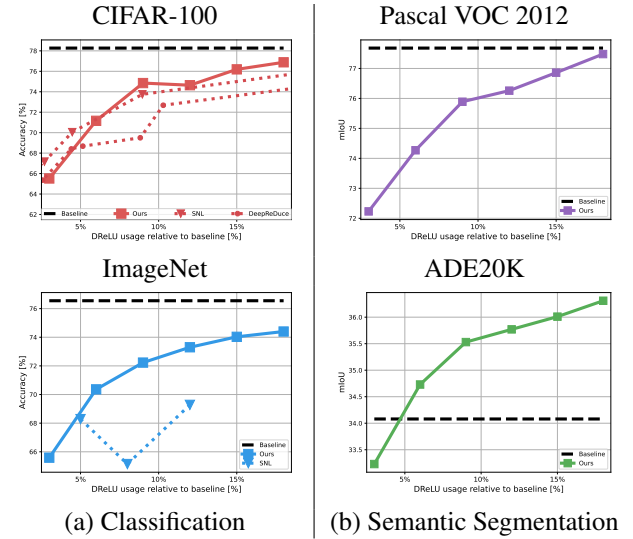 CIFAR-100
78
76
74
72
70
68
66
64
62
Accuracy [%]
Baseline
Ours
SNL
DeepReDuce
5%
10%
15%
DReLU usage relative to baseline [%]
Pascal VOC 2012
77
76
75
74
73
72
mIoU
Baseline
Ours
5%
10%
15%
DReLU usage relative to baseline [%]
ImageNet
76
74
72
70
68
66
Accuracy [%]
Baseline
Ours
SNL
5%
10%
15%
DReLU usage relative to baseline [%]
ADE20K
36.0
35.5
35.0
34.5
34.0
33.5
mIoU
Baseline
Ours
5%
10%
15%
DReLU usage relative to baseline [%]
(a) Classification
(b) Semantic Segmentation